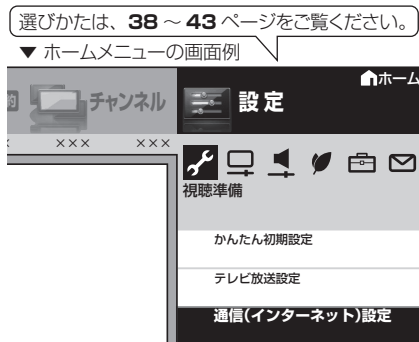 選びかたは、38 ～ 43 ページをご覧ください。
▼ ホームメニューの画面例
ホーム
的 チャンネル 設定
××× ×××
視聴準備
かんたん初期設定
テレビ放送設定
通信(インターネット)設定